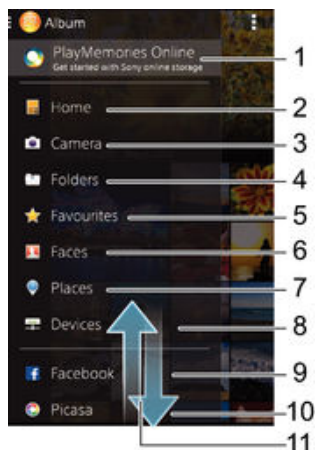 Album
PlayMemories Online
Get started with Sony online storage
1
Home
2
Camera
3
Folders
4
Favourites
5
Faces
6
Places
7
Devices
8
Facebook
9
Picasa
10
11